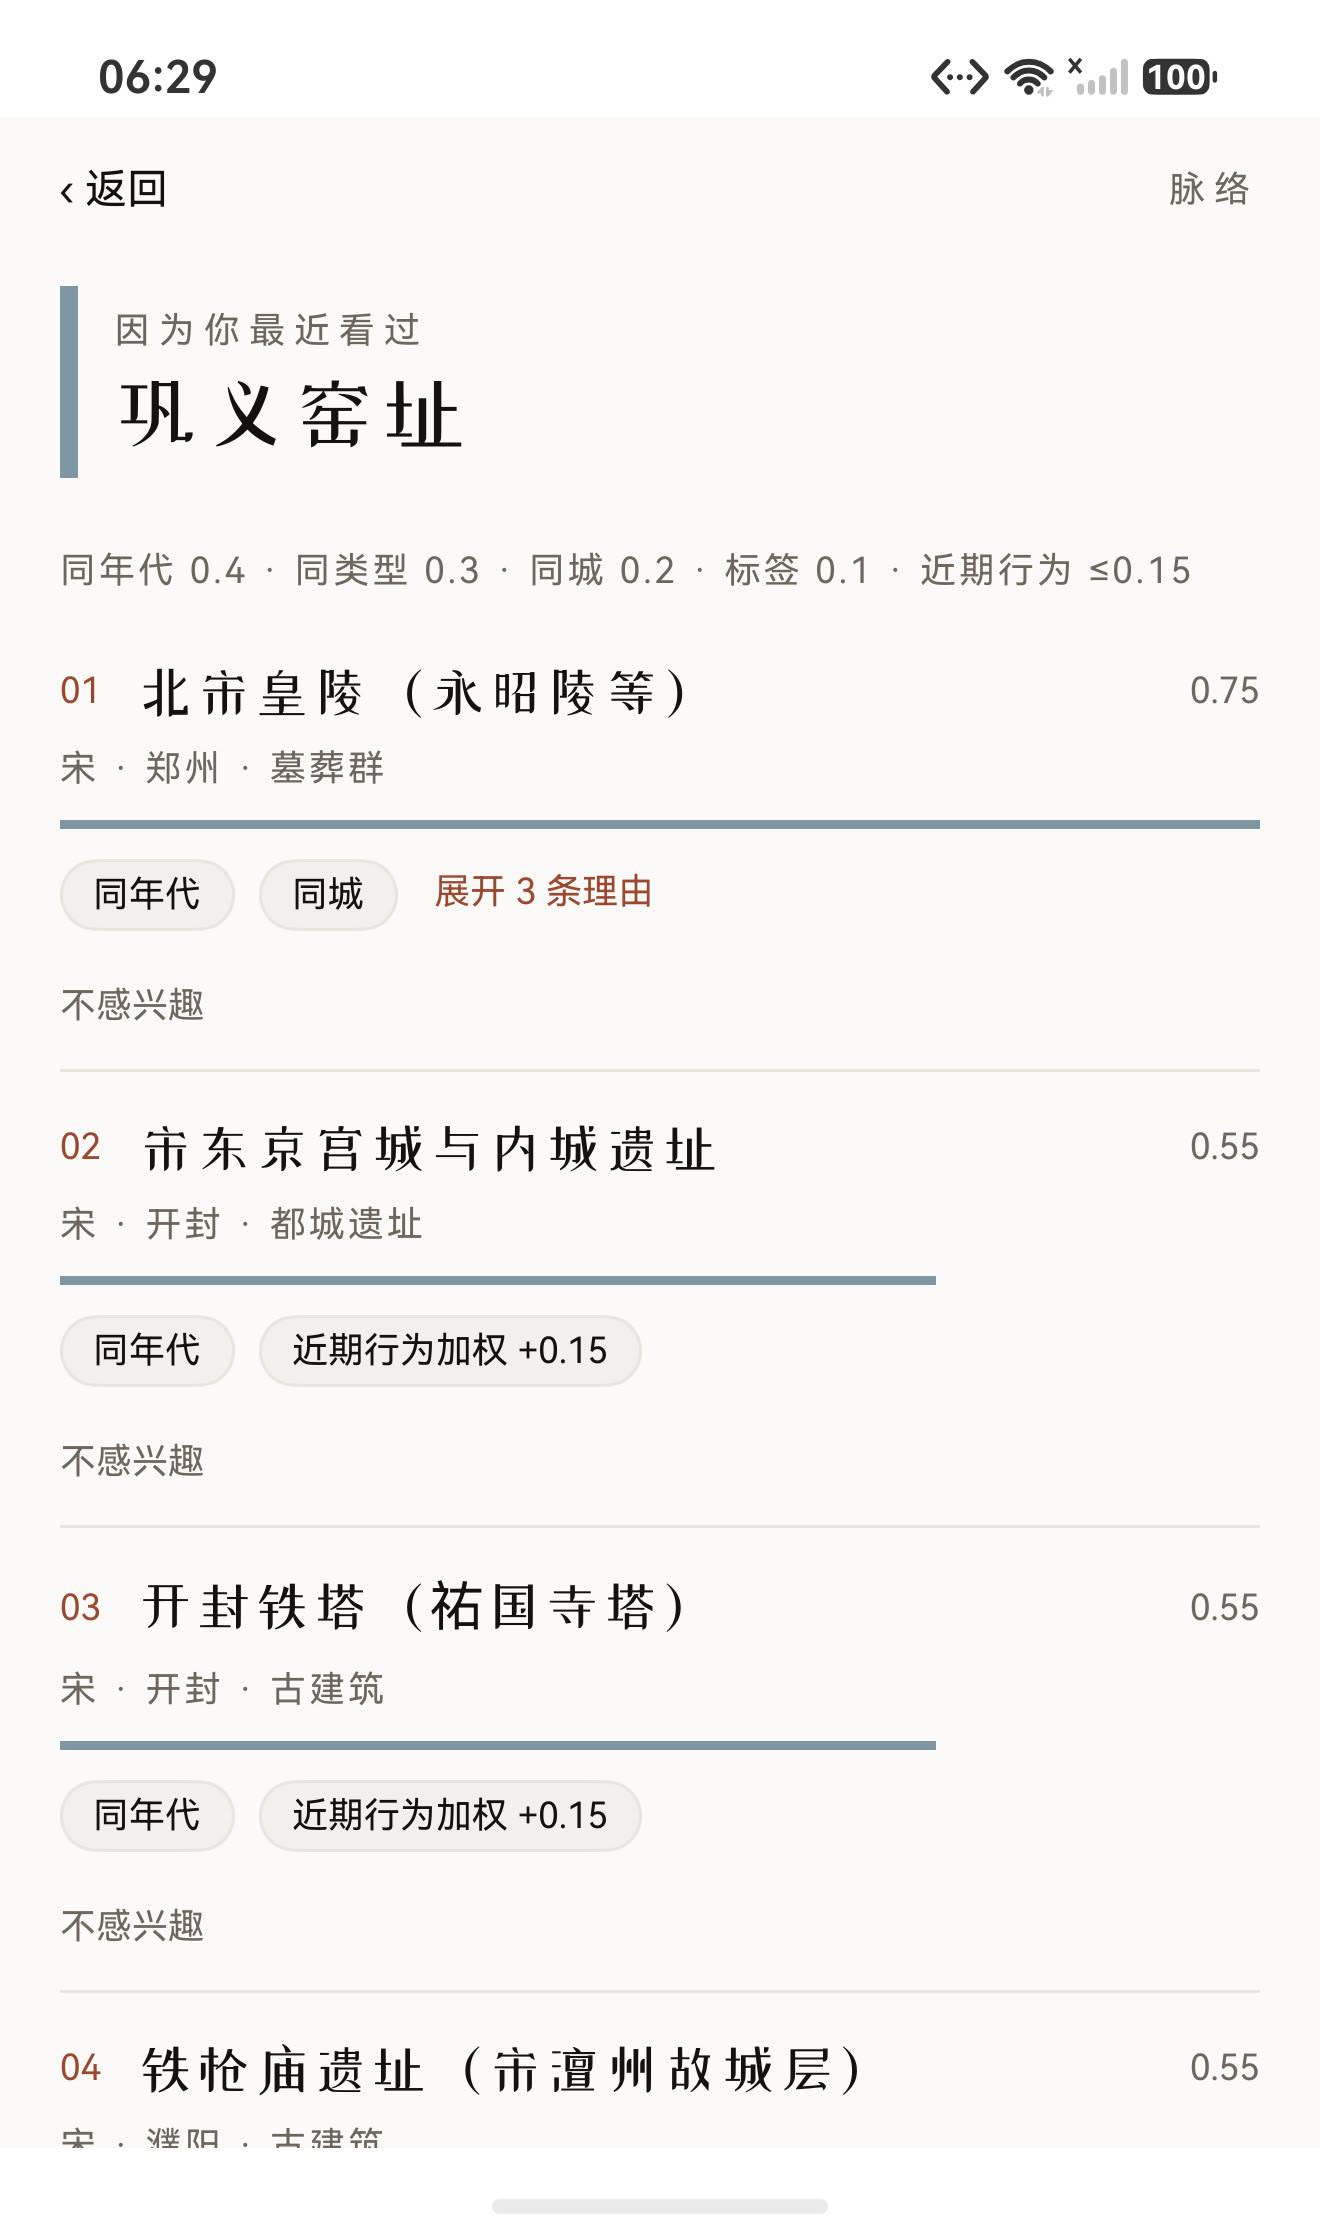 06:29
100
‹ 返回
脉络
因为你最近看过
巩义窑址
同年代 0.4 · 同类型 0.3 · 同城 0.2 · 标签 0.1 · 近期行为 ≤0.15
01 北宋皇陵（永昭陵等） 0.75
宋 · 郑州 · 墓葬群
同年代 同城 展开 3 条理由
不感兴趣
02 宋东京宫城与内城遗址 0.55
宋 · 开封 · 都城遗址
同年代 近期行为加权 +0.15
不感兴趣
03 开封铁塔（祐国寺塔） 0.55
宋 · 开封 · 古建筑
同年代 近期行为加权 +0.15
不感兴趣
04 铁枪庙遗址（宋澶州故城层） 0.55
宋 · 濮阳 · 古建筑